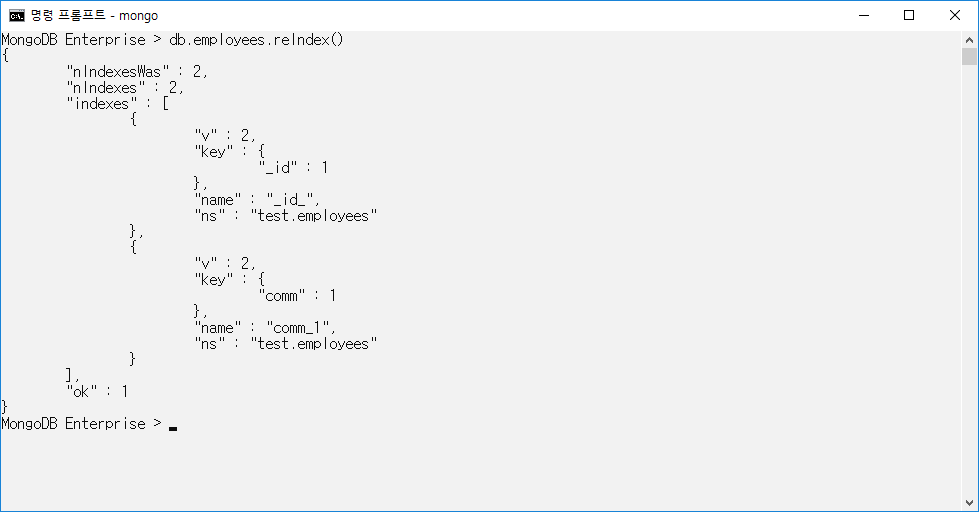 명령 프롬프트 - mongo
MongoDB Enterprise > db.employees.reIndex()
{
        "nIndexesWas" : 2,
        "nIndexes" : 2,
        "indexes" : [
                {
                        "v" : 2,
                        "key" : {
                                "_id" : 1
                        },
                        "name" : "_id_",
                        "ns" : "test.employees"
                },
                {
                        "v" : 2,
                        "key" : {
                                "comm" : 1
                        },
                        "name" : "comm_1",
                        "ns" : "test.employees"
                }
        ],
        "ok" : 1
}
MongoDB Enterprise >